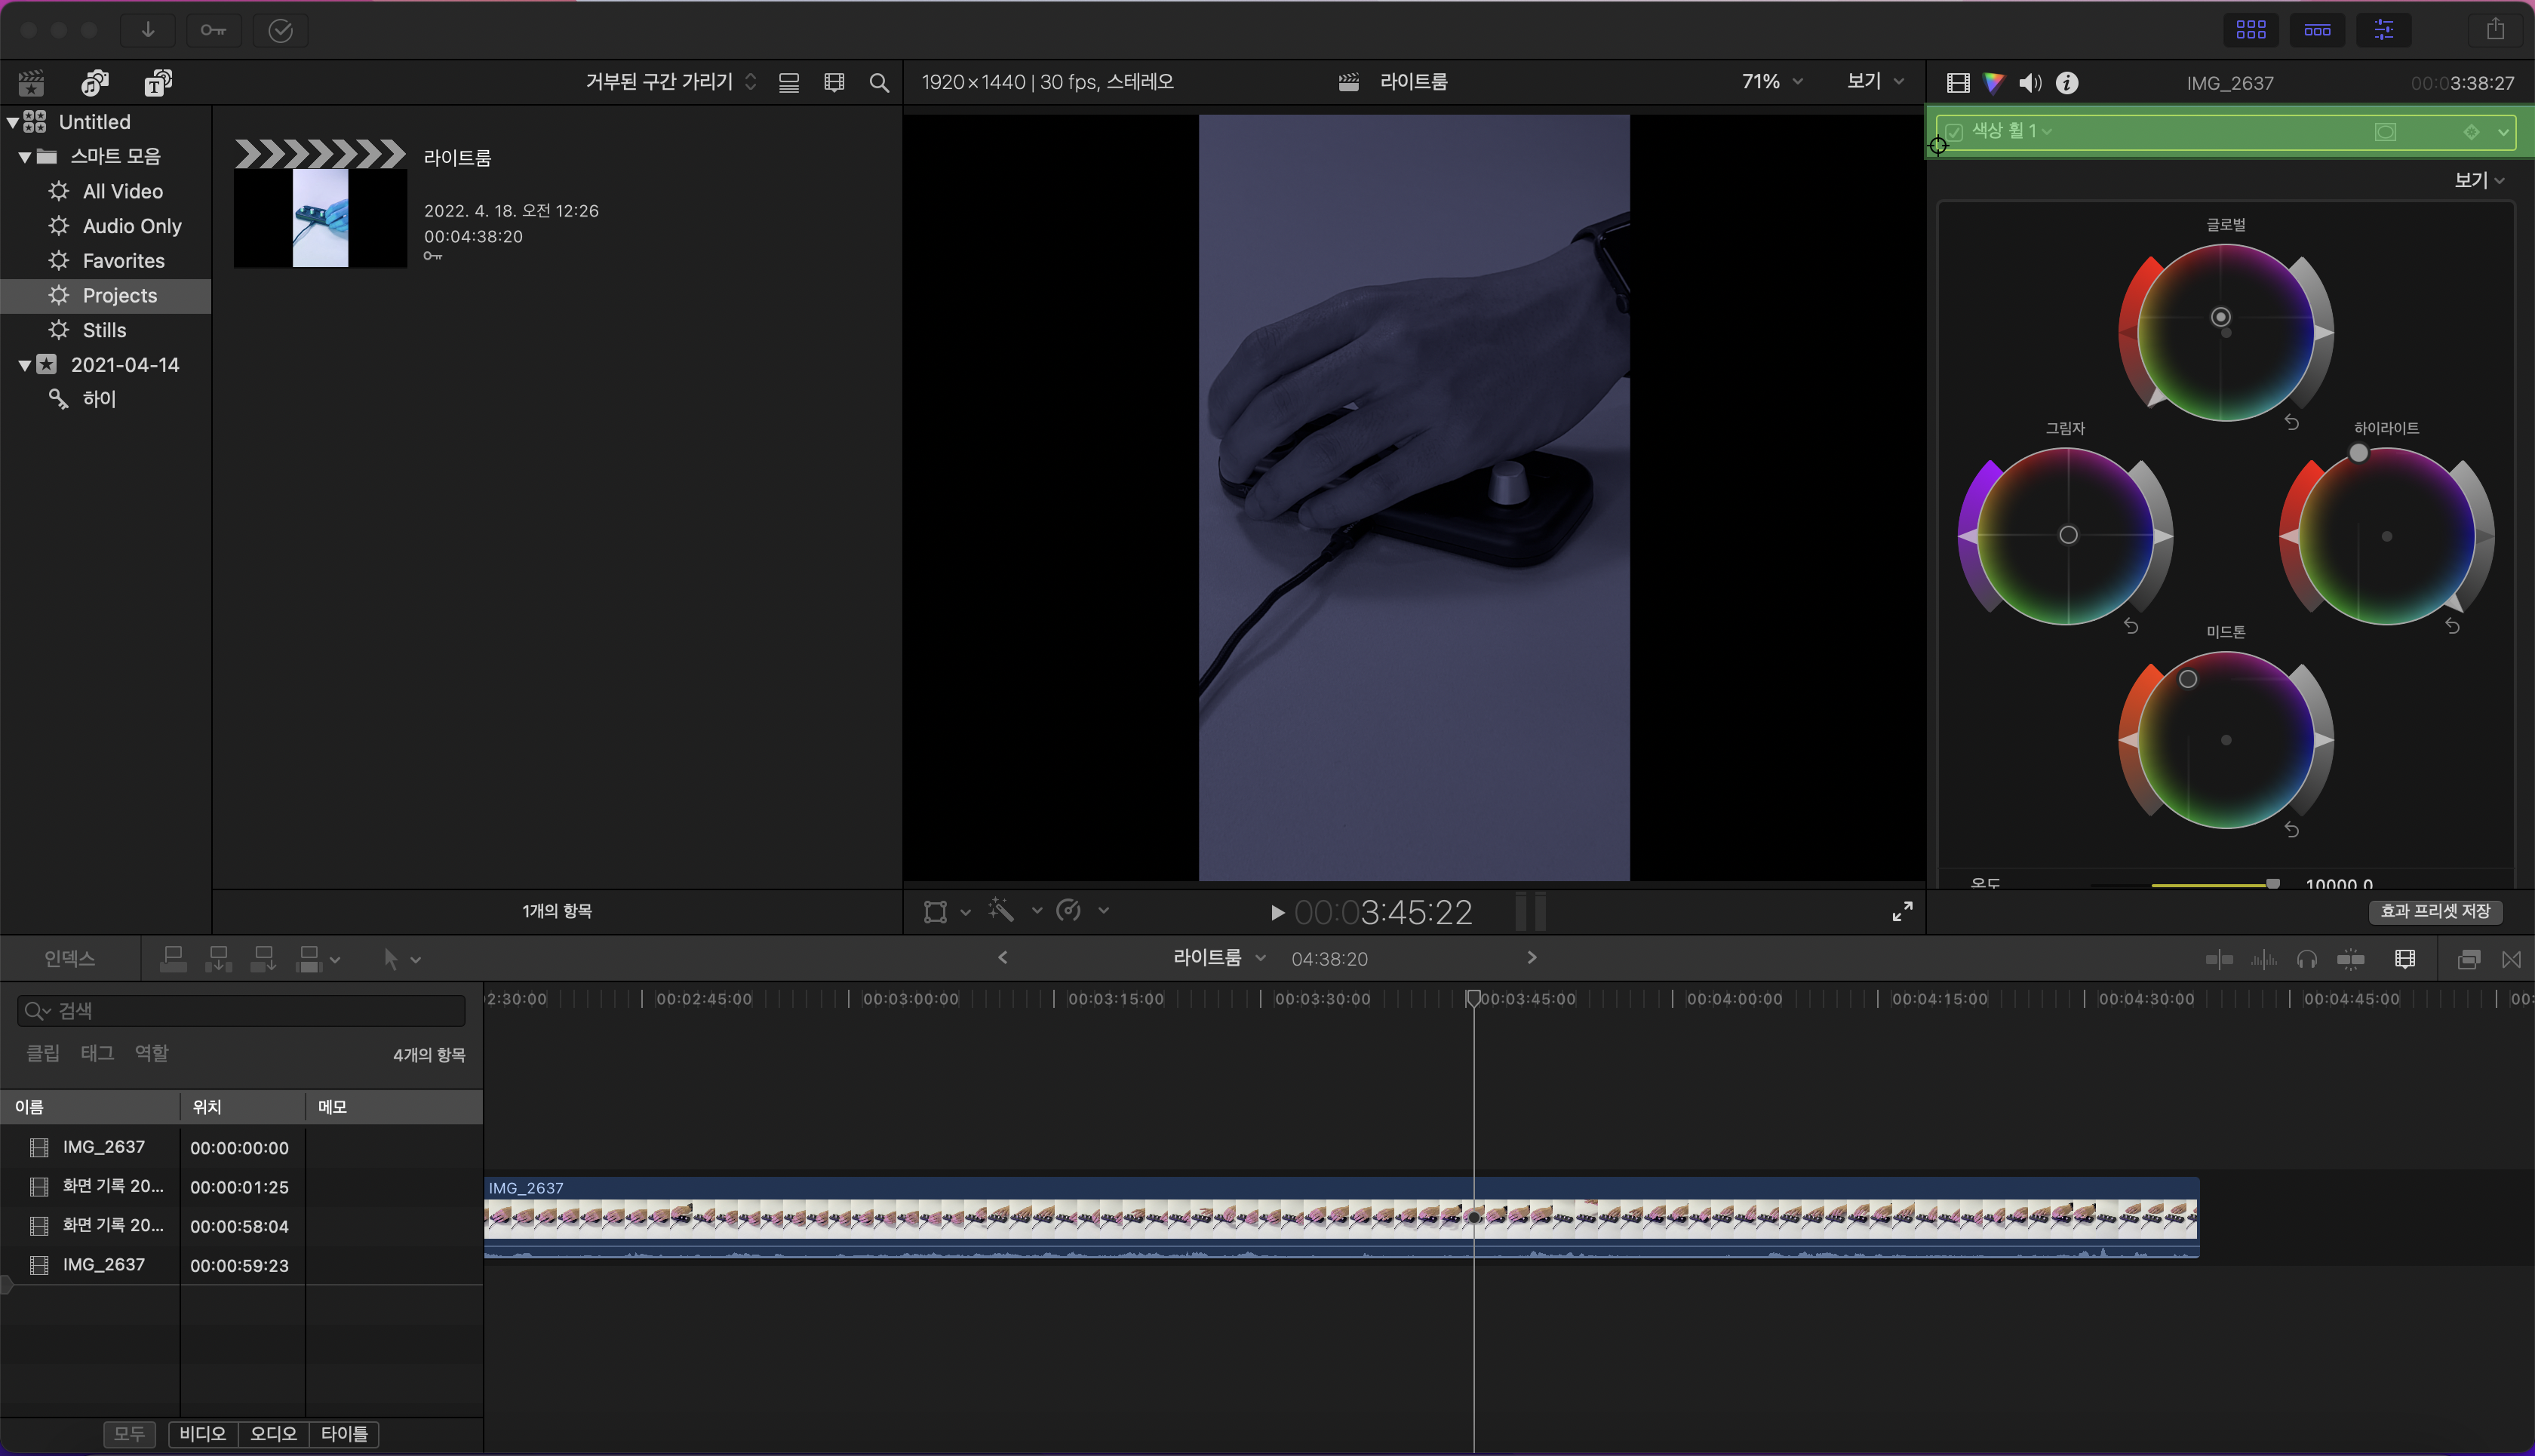 거부된 구간 가리기
1920×1440 | 30 fps, 스테레오
라이트룸
71%
보기
IMG_2637
00:03:38:27
Untitled
스마트 모음
All Video
Audio Only
Favorites
Projects
Stills
2021-04-14
하이
라이트룸
2022. 4. 18. 오전 12:26
00:04:38:20
색상 휠 1
보기
글로벌
그림자
하이라이트
미드톤
온도
10000.0
1개의 항목
00:03:45:22
효과 프리셋 저장
인덱스
라이트룸
04:38:20
검색
클립 태그 역할
4개의 항목
이름 위치 메모
IMG_2637 00:00:00:00
화면 기록 20... 00:00:01:25
화면 기록 20... 00:00:58:04
IMG_2637 00:00:59:23
모두 비디오 오디오 타이틀
2:30:00 00:02:45:00 00:03:00:00 00:03:15:00 00:03:30:00 00:03:45:00 00:04:00:00 00:04:15:00 00:04:30:00 00:04:45:00 00:
IMG_2637